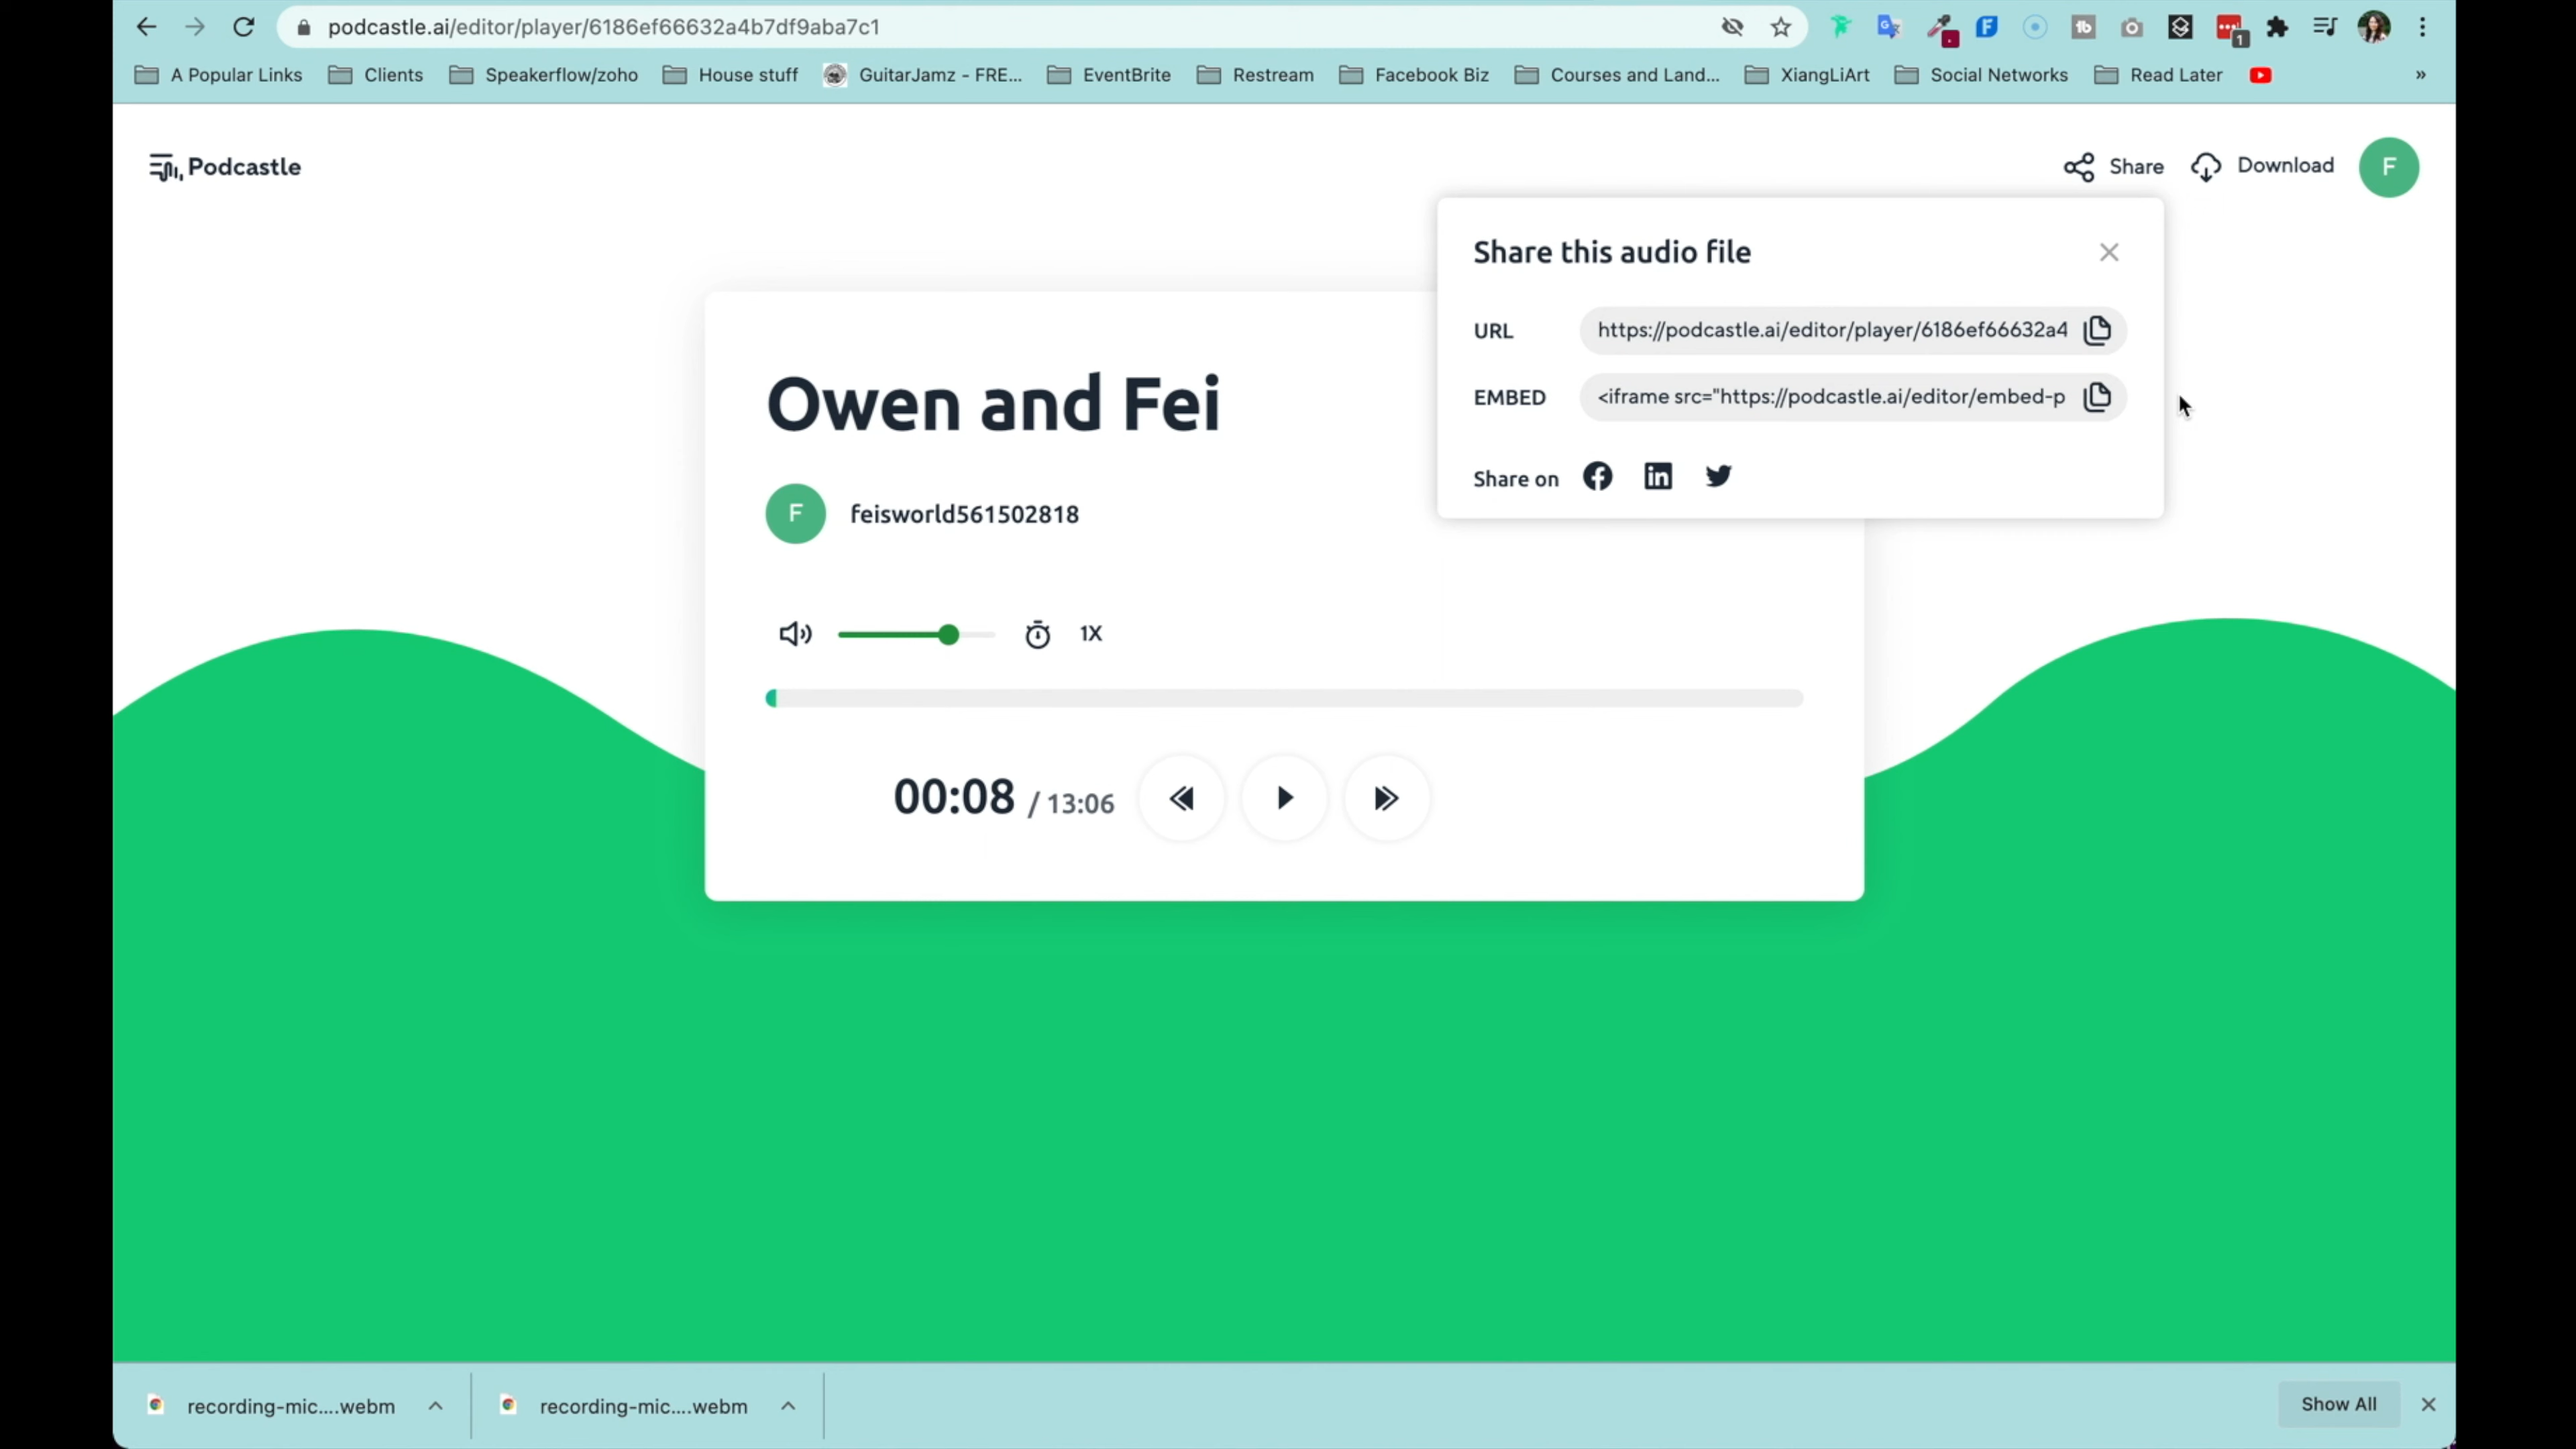 podcastle.ai/editor/player/6186ef66632a4b7df9aba7c1
1
A Popular Links Clients Speakerflow/zoho House stuff GuitarJamz - FRE... EventBrite Restream Facebook Biz Courses and Land... XiangLiArt Social Networks Read Later »
Podcastle
Share Download F
Share this audio file
URL https://podcastle.ai/editor/player/6186ef66632a4
EMBED <iframe src="https://podcastle.ai/editor/embed-p
Share on
Owen and Fei
F feisworld561502818
1X
00:08 / 13:06
recording-mic....webm recording-mic....webm Show All